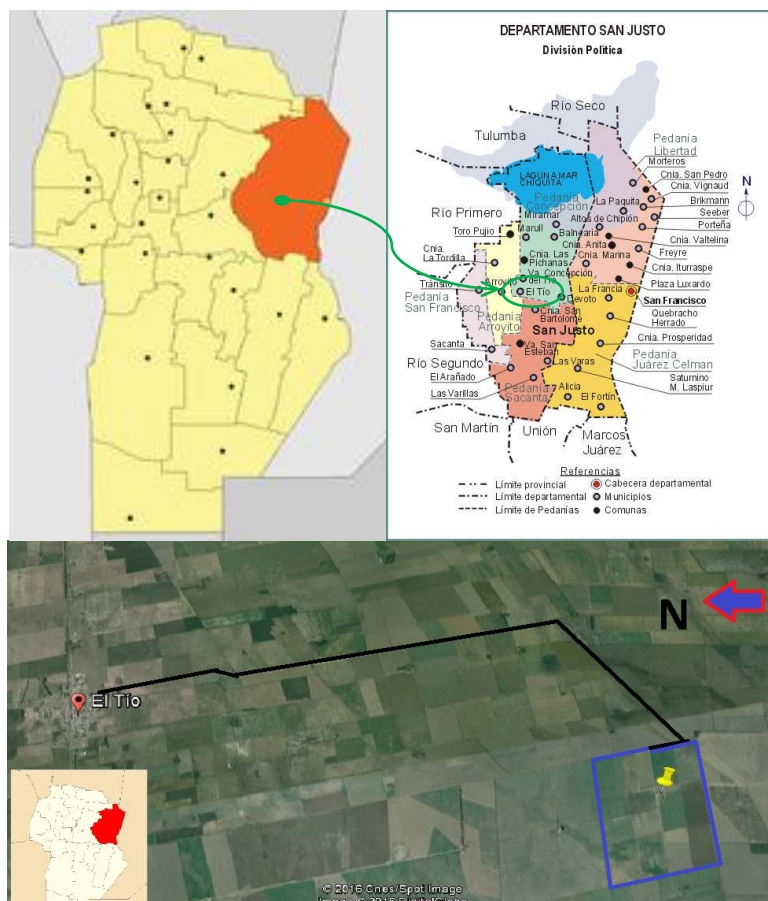 DEPARTAMENTO SAN JUSTO
División Política
Río Seco
Tulumba
Pedanía
Libertad
Morteros
LAGUNA MAR
CHIQUITA
Cnia. San Pedro
Cnia. Vignaud
N
Pedanía
Concepción
La Paquita
Brikmann
Río Primero
Miramar
Altos de Chipión
Seeber
Marull
Porteña
Toro Pujio
Balnearia
Cnia. Anita
Cnia. Valtelina
Cnia.
La Tordilla
Cnia. Las
Pichanas
Cnia.
Marina
Freyre
Cnia. Iturraspe
Va. Concepción
del Tío
Tránsito
Arroyito
El Tío
La Francia
Plaza Luxardo
Pedanía
San Francisco
Devoto
San Francisco
Pedanía
Arroyito
Cnia. San
Bartolomé
Quebracho
Herrado
San Justo
Sacanta
Va. San
Esteban
Cnia. Prosperidad
Río Segundo
Las Varas
Pedanía
Juárez Celman
El Arañado
Saturnino
M. Laspiur
Las Varillas
Pedanía
Sacanta
Alicia
El Fortín
San Martín
Unión
Marcos
Juárez
Referencias
Límite provincial
Cabecera departamental
Límite departamental
Municipios
Límite de Pedanías
Comunas
N
El Tío
© 2016 Cnes/Spot Image
Image © 2016 DigitalGlobe